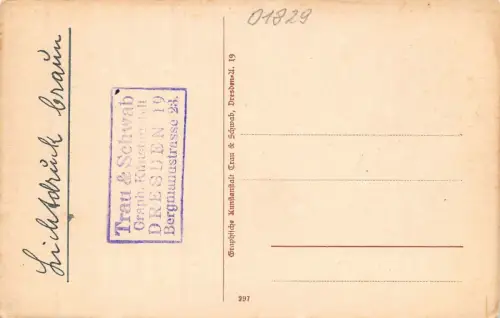 Lichtdruck braun
Trau & Schwab
Graph. Kunstanstalt
DRESDEN 19
Bergmannstrasse 23.
Graphische Kunstanstalt Trau & Schwab, Dresden-A. 19
01829
297